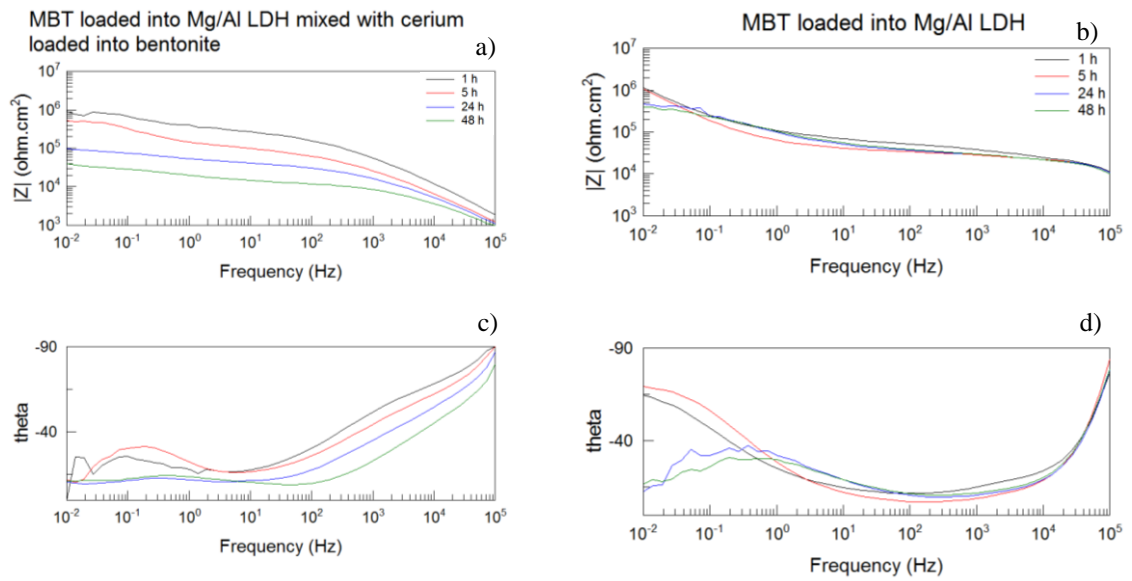 MBT loaded into Mg/Al LDH mixed with cerium
loaded into bentonite
a)
10^7
10^6
10^5
10^4
10^3
|Z| (ohm.cm^2)
1 h
5 h
24 h
48 h
10^-2 10^-1 10^0 10^1 10^2 10^3 10^4 10^5
Frequency (Hz)
MBT loaded into Mg/Al LDH
b)
10^7
10^6
10^5
10^4
10^3
|Z| (ohm.cm^2)
1 h
5 h
24 h
48 h
10^-2 10^-1 10^0 10^1 10^2 10^3 10^4 10^5
Frequency (Hz)
c)
-90
-40
theta
10^-2 10^-1 10^0 10^1 10^2 10^3 10^4 10^5
Frequency (Hz)
d)
-90
-40
theta
10^-2 10^-1 10^0 10^1 10^2 10^3 10^4 10^5
Frequency (Hz)